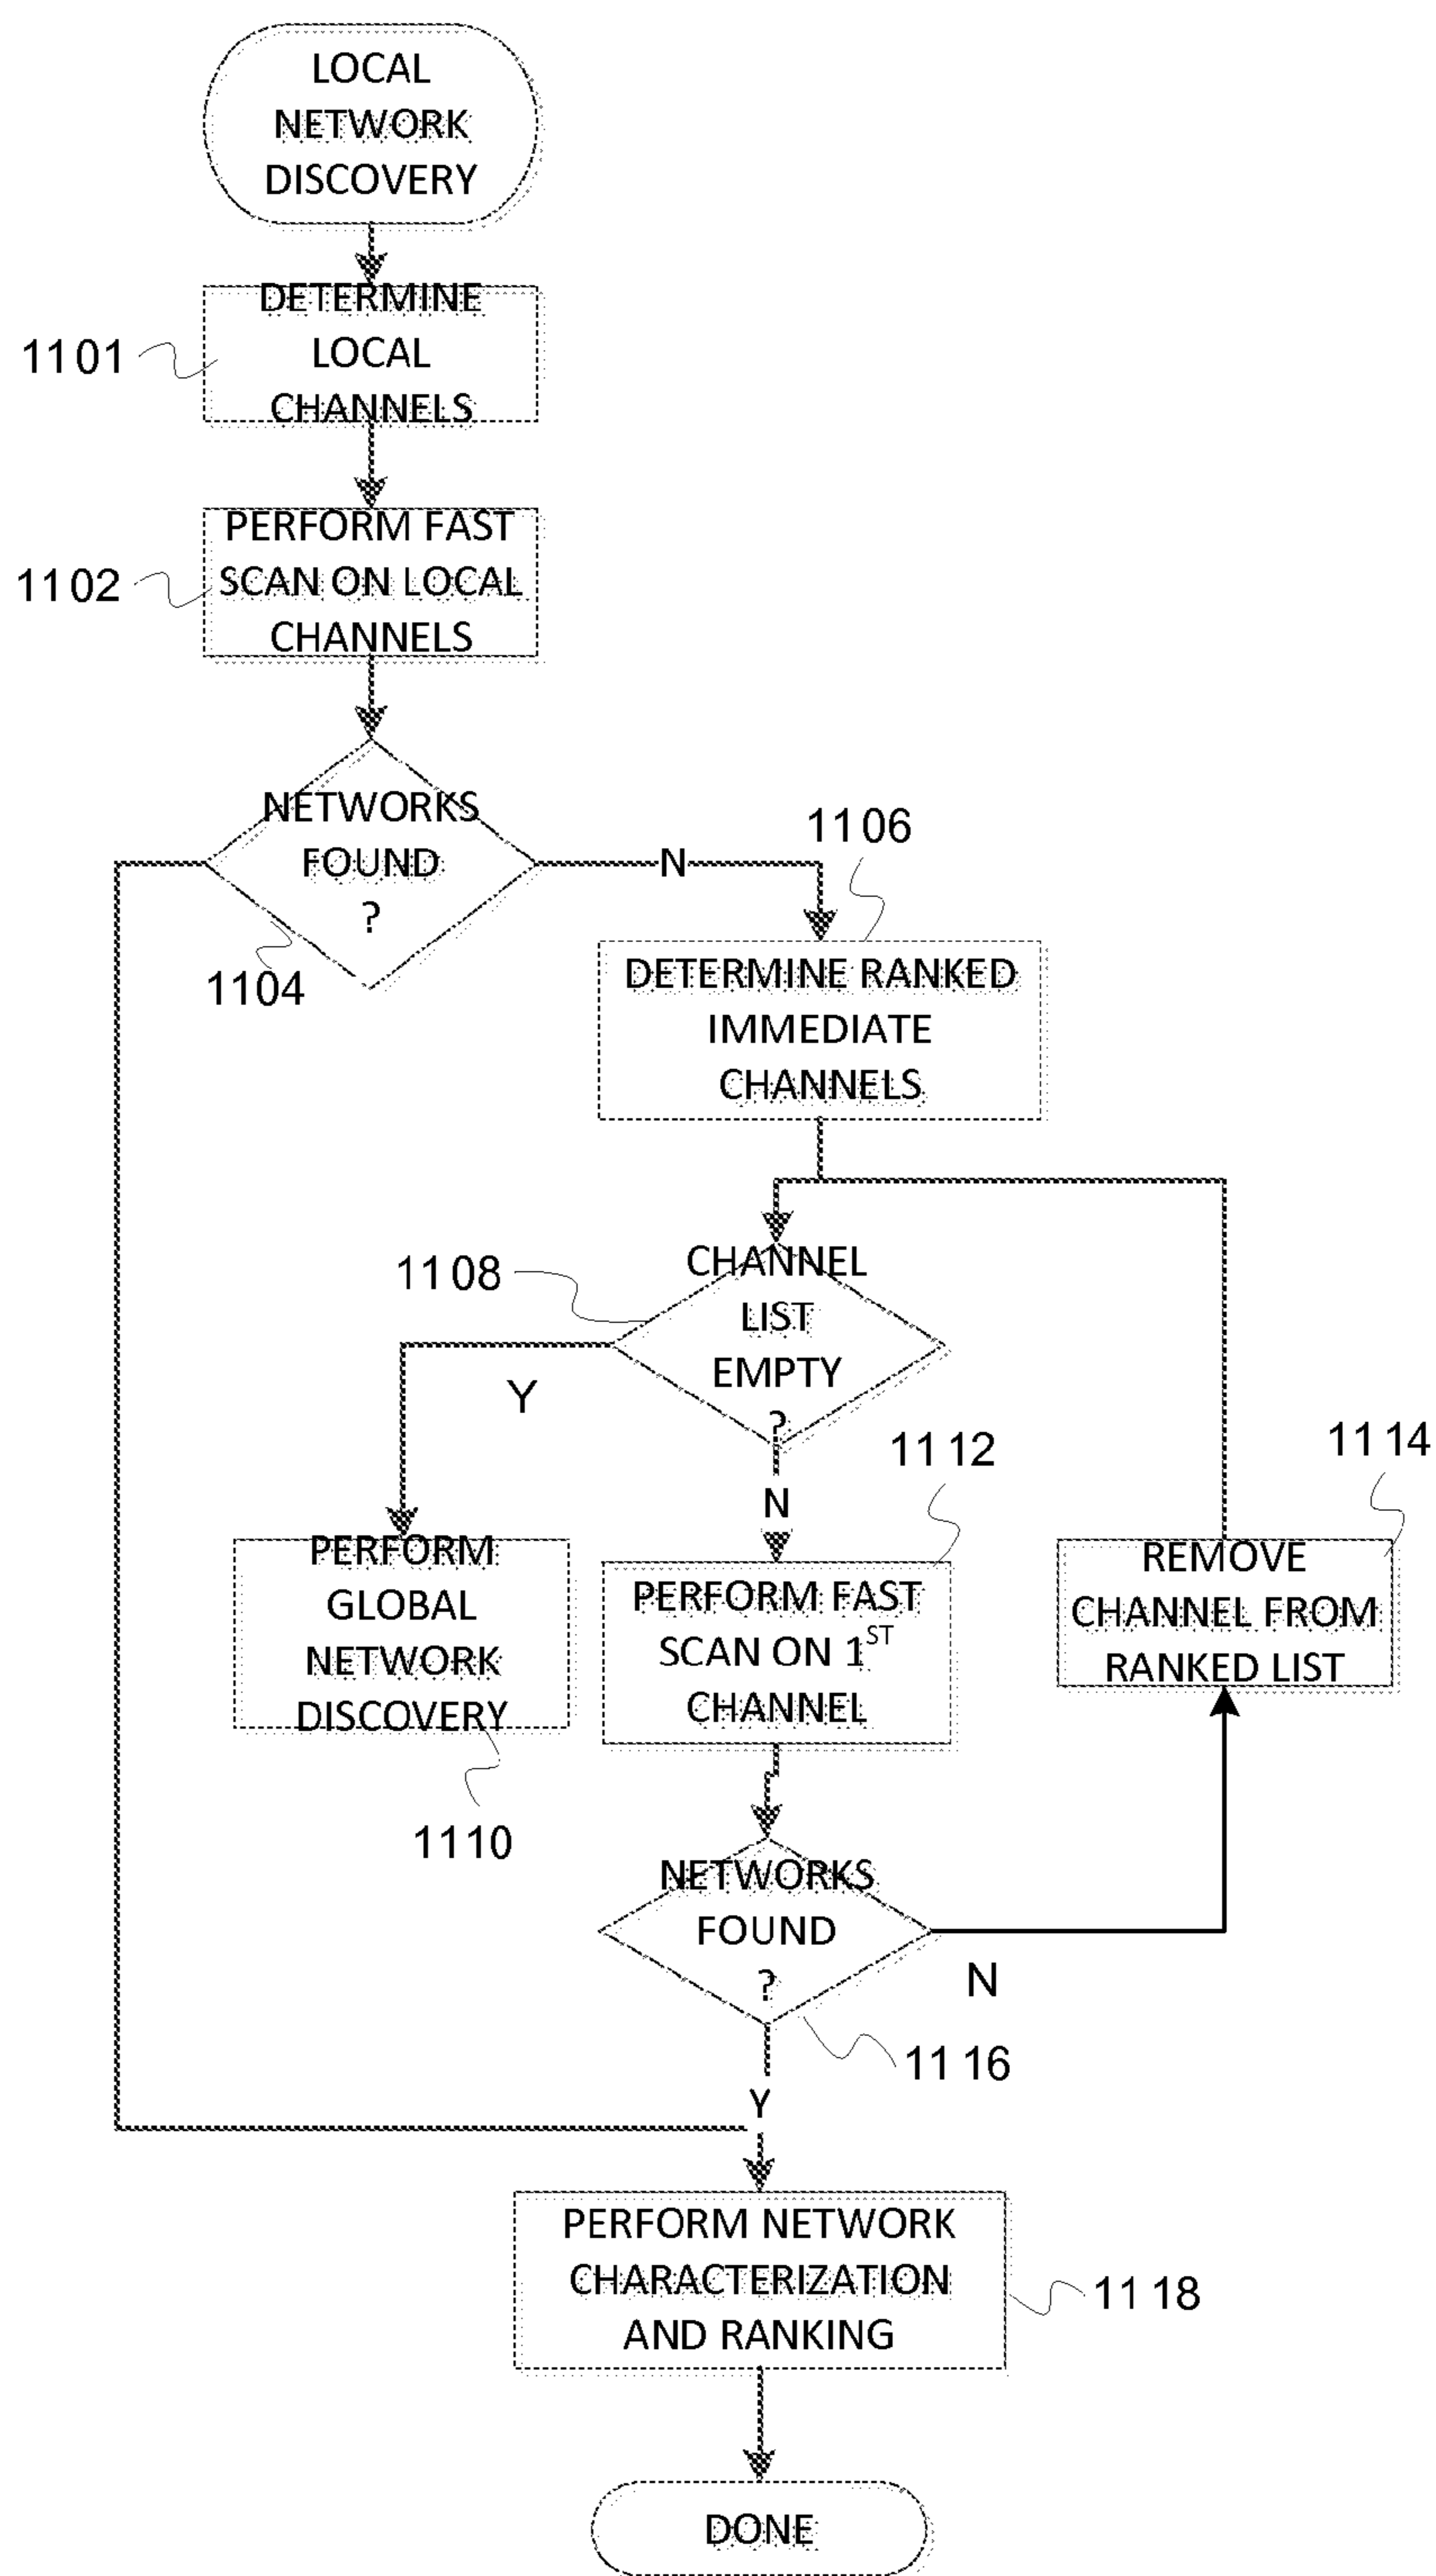 LOCAL
NETWORK
DISCOVERY
DETERMINE
LOCAL
CHANNELS
1101
PERFORM FAST
SCAN ON LOCAL
CHANNELS
1102
NETWORKS
FOUND
?
1104
N
1106
DETERMINE RANKED
IMMEDIATE
CHANNELS
1108
CHANNEL
LIST
EMPTY
?
Y
N
1112
1114
PERFORM
GLOBAL
NETWORK
DISCOVERY
1110
PERFORM FAST
SCAN ON 1ST
CHANNEL
REMOVE
CHANNEL FROM
RANKED LIST
NETWORKS
FOUND
?
N
1116
Y
PERFORM NETWORK
CHARACTERIZATION
AND RANKING
1118
DONE